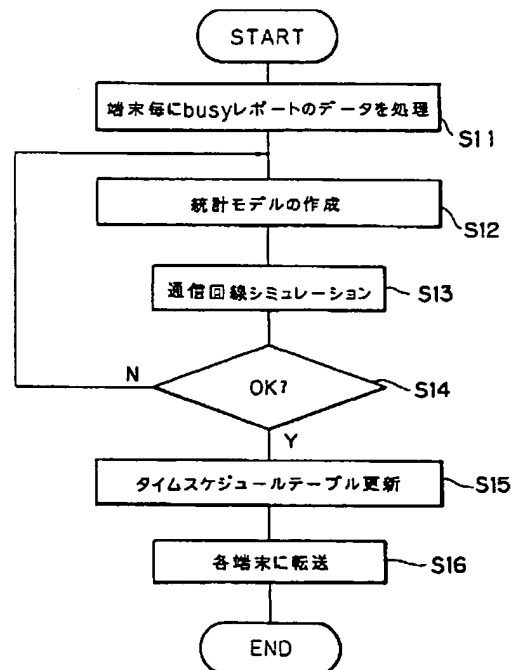 START
端末毎にbusyレポートのデータを処理
S11
統計モデルの作成
S12
通信回線シミュレーション
S13
OK?
S14
N
Y
タイムスケジュールテーブル更新
S15
各端末に転送
S16
END